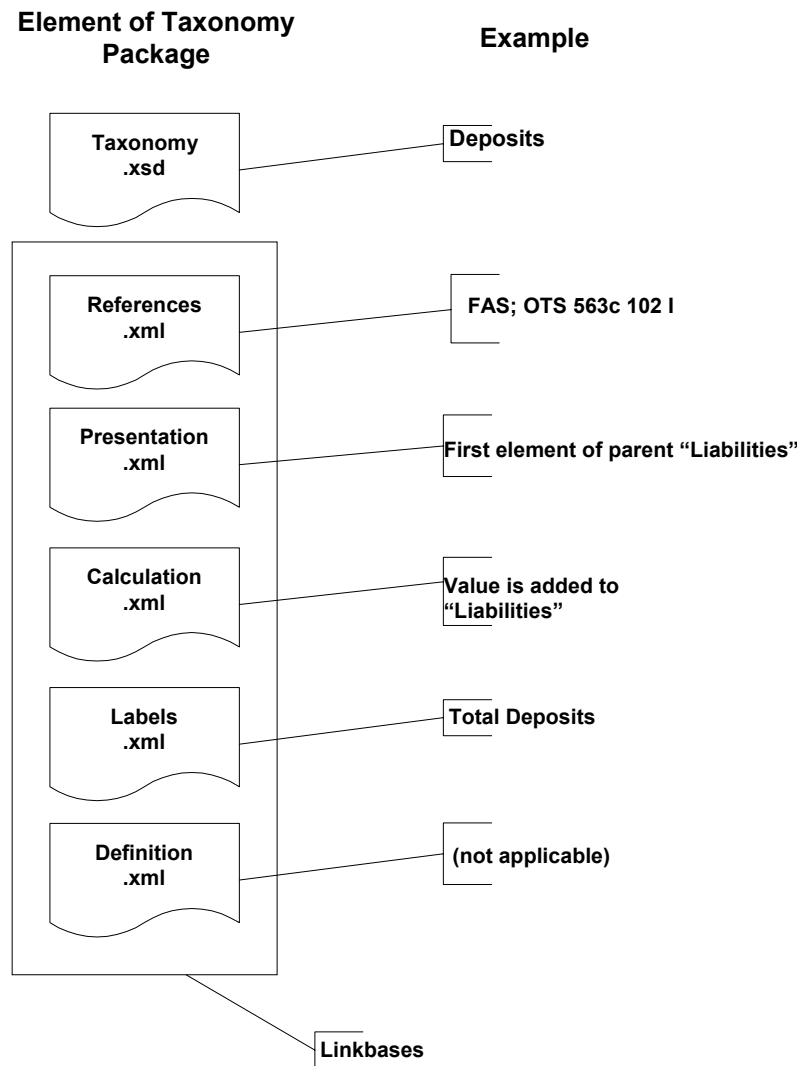 Element of Taxonomy
Package
Example
Taxonomy
.xsd
Deposits
References
.xml
FAS; OTS 563c 102 I
Presentation
.xml
First element of parent “Liabilities”
Calculation
.xml
Value is added to
“Liabilities”
Labels
.xml
Total Deposits
Definition
.xml
(not applicable)
Linkbases